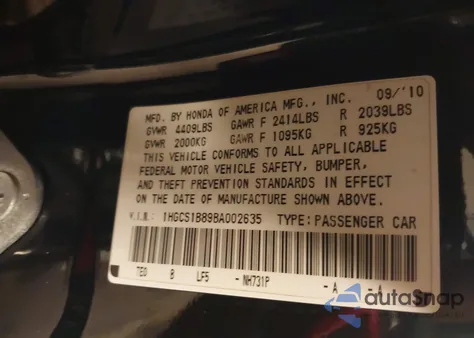 MFD. BY HONDA OF AMERICA MFG., INC. 09/'10
GVWR 4409LBS GAWR F 2414LBS R 2039LBS
GVWR 2000KG GAWR F 1095KG R 925KG
THIS VEHICLE CONFORMS TO ALL APPLICABLE
FEDERAL MOTOR VEHICLE SAFETY, BUMPER,
AND THEFT PREVENTION STANDARDS IN EFFECT
ON THE DATE OF MANUFACTURE SHOWN ABOVE.
V.I.N.: 1HGCS1B89BA002635 TYPE:PASSENGER CAR
TE0 B LF5 - NH731P - A - A
autoSnap